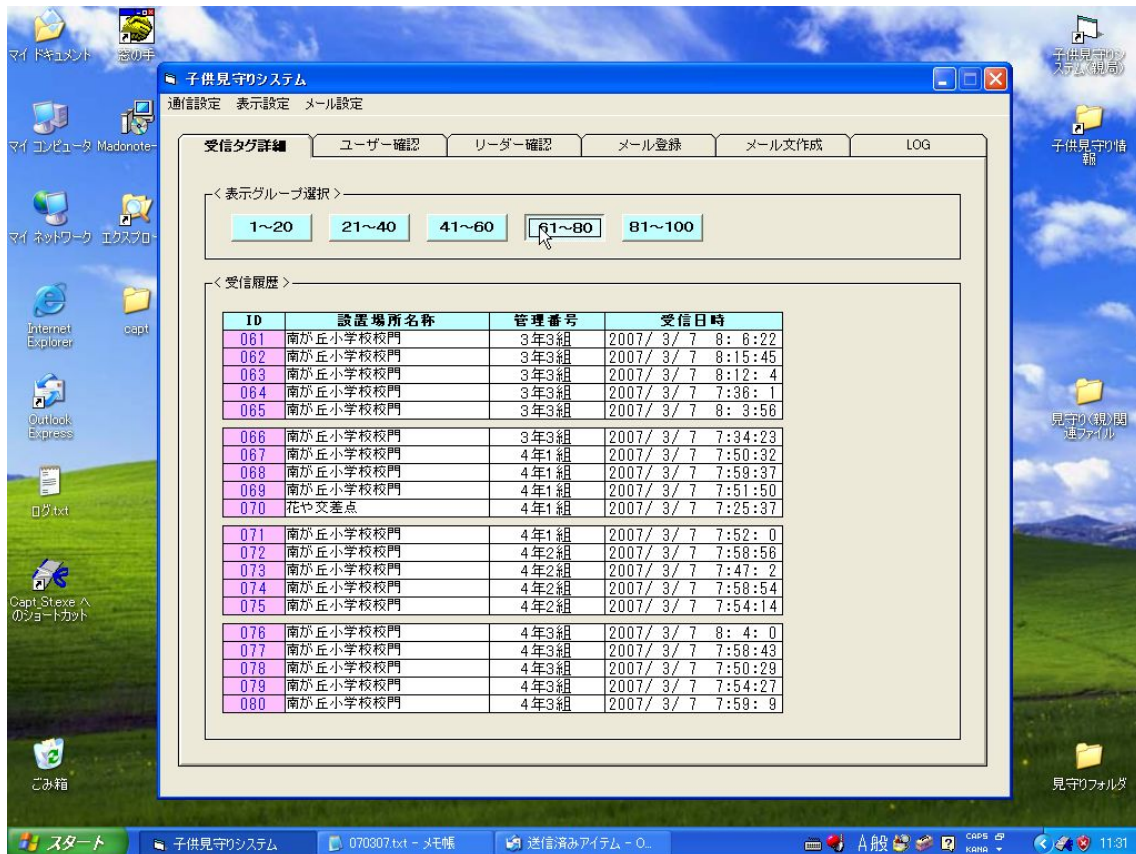 マイ ドキュメント
窓の手
子供見守りシステム(親局)
子供見守りシステム
通信設定 表示設定 メール設定
マイ コンピュータ
Madonote-
受信タグ詳細 ユーザー確認 リーダー確認 メール登録 メール文作成 LOG
子供見守り情報
<表示グループ選択>
マイ ネットワーク
エクスプロ-
1~20 21~40 41~60 61~80 81~100
<受信履歴>
Internet Explorer
capt
ID 設置場所名称 管理番号 受信日時
061 南が丘小学校校門 3年3組 2007/ 3/ 7 8: 6:22
062 南が丘小学校校門 3年3組 2007/ 3/ 7 8:15:45
063 南が丘小学校校門 3年3組 2007/ 3/ 7 8:12: 4
064 南が丘小学校校門 3年3組 2007/ 3/ 7 7:36: 1
065 南が丘小学校校門 3年3組 2007/ 3/ 7 8: 3:56
066 南が丘小学校校門 3年3組 2007/ 3/ 7 7:34:23
067 南が丘小学校校門 4年1組 2007/ 3/ 7 7:50:32
068 南が丘小学校校門 4年1組 2007/ 3/ 7 7:59:37
069 南が丘小学校校門 4年1組 2007/ 3/ 7 7:51:50
070 花や交差点 4年1組 2007/ 3/ 7 7:25:37
071 南が丘小学校校門 4年1組 2007/ 3/ 7 7:52: 0
072 南が丘小学校校門 4年2組 2007/ 3/ 7 7:58:56
073 南が丘小学校校門 4年2組 2007/ 3/ 7 7:47: 2
074 南が丘小学校校門 4年2組 2007/ 3/ 7 7:58:54
075 南が丘小学校校門 4年2組 2007/ 3/ 7 7:54:14
076 南が丘小学校校門 4年3組 2007/ 3/ 7 8: 4: 0
077 南が丘小学校校門 4年3組 2007/ 3/ 7 7:58:43
078 南が丘小学校校門 4年3組 2007/ 3/ 7 7:50:29
079 南が丘小学校校門 4年3組 2007/ 3/ 7 7:54:27
080 南が丘小学校校門 4年3組 2007/ 3/ 7 7:59: 9
Outlook Express
見守り(親)関連ファイル
ログ.txt
Capt_St.exe へのショートカット
ごみ箱
見守りフォルダ
スタート 子供見守りシステム 070307.txt - メモ帳 送信済みアイテム - O... A般 CAPS KANA 11:31